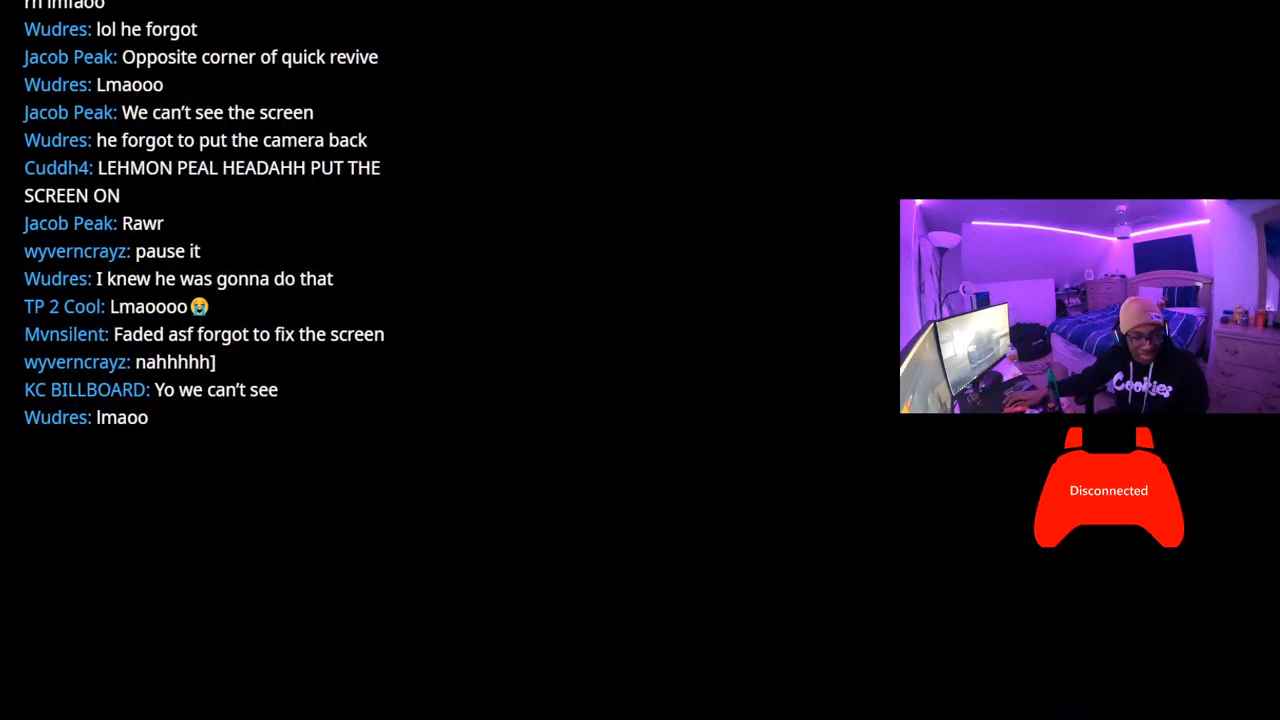 rn lmfaoo
Wudres: lol he forgot
Jacob Peak: Opposite corner of quick revive
Wudres: Lmaooo
Jacob Peak: We can’t see the screen
Wudres: he forgot to put the camera back
Cuddh4: LEHMON PEAL HEADAHH PUT THE
SCREEN ON
Jacob Peak: Rawr
wyverncrayz: pause it
Wudres: I knew he was gonna do that
TP 2 Cool: Lmaoooo😭
Mvnsilent: Faded asf forgot to fix the screen
wyverncrayz: nahhhhh]
KC BILLBOARD: Yo we can’t see
Wudres: lmaoo
Cookies
Disconnected